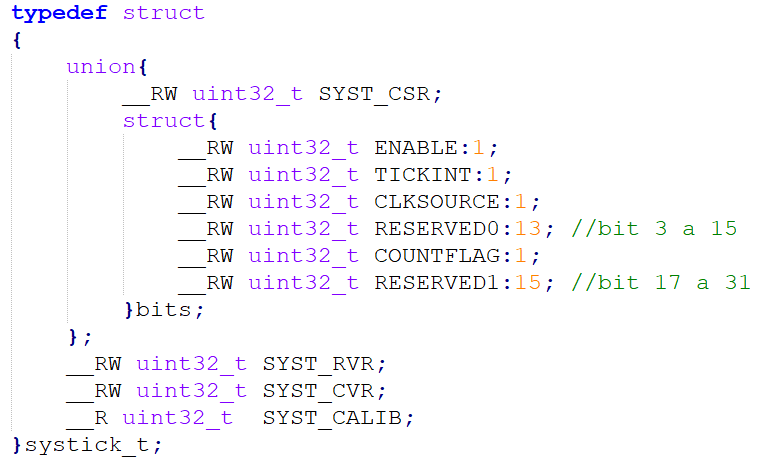 typedef struct
{
    union{
        __RW uint32_t SYST_CSR;
        struct{
            __RW uint32_t ENABLE:1;
            __RW uint32_t TICKINT:1;
            __RW uint32_t CLKSOURCE:1;
            __RW uint32_t RESERVED0:13; //bit 3 a 15
            __RW uint32_t COUNTFLAG:1;
            __RW uint32_t RESERVED1:15; //bit 17 a 31
        }bits;
    };
    __RW uint32_t SYST_RVR;
    __RW uint32_t SYST_CVR;
    __R uint32_t  SYST_CALIB;
}systick_t;